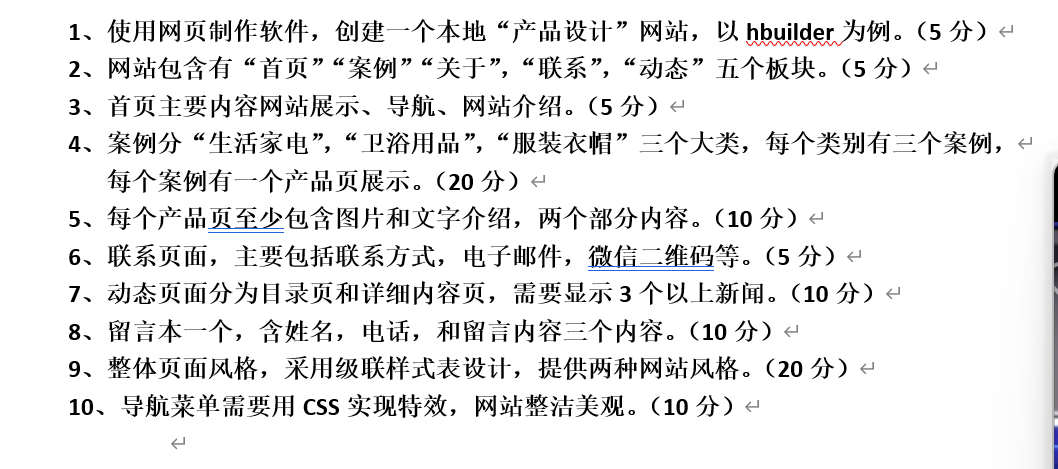 1、使用网页制作软件，创建一个本地“产品设计”网站，以 hbuilder 为例。（5 分）
2、网站包含有“首页”“案例”“关于”，“联系”，“动态”五个板块。（5 分）
3、首页主要内容网站展示、导航、网站介绍。（5 分）
4、案例分“生活家电”，“卫浴用品”，“服装衣帽”三个大类，每个类别有三个案例，
每个案例有一个产品页展示。（20 分）
5、每个产品页至少包含图片和文字介绍，两个部分内容。（10 分）
6、联系页面，主要包括联系方式，电子邮件，微信二维码等。（5 分）
7、动态页面分为目录页和详细内容页，需要显示 3 个以上新闻。（10 分）
8、留言本一个，含姓名，电话，和留言内容三个内容。（10 分）
9、整体页面风格，采用级联样式表设计，提供两种网站风格。（20 分）
10、导航菜单需要用 CSS 实现特效，网站整洁美观。（10 分）